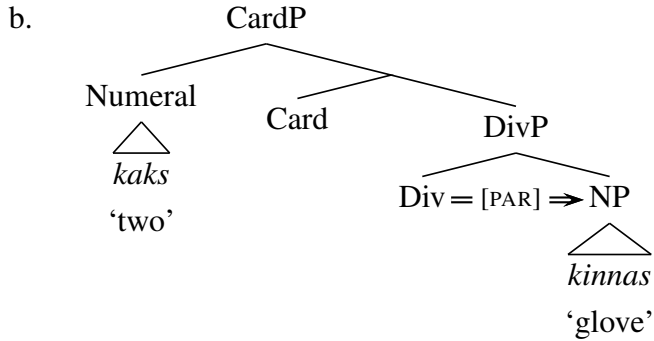 b.
CardP
Numeral
Card
DivP
kaks
Div = [PAR] ⇒ NP
‘two’
kinnas
‘glove’